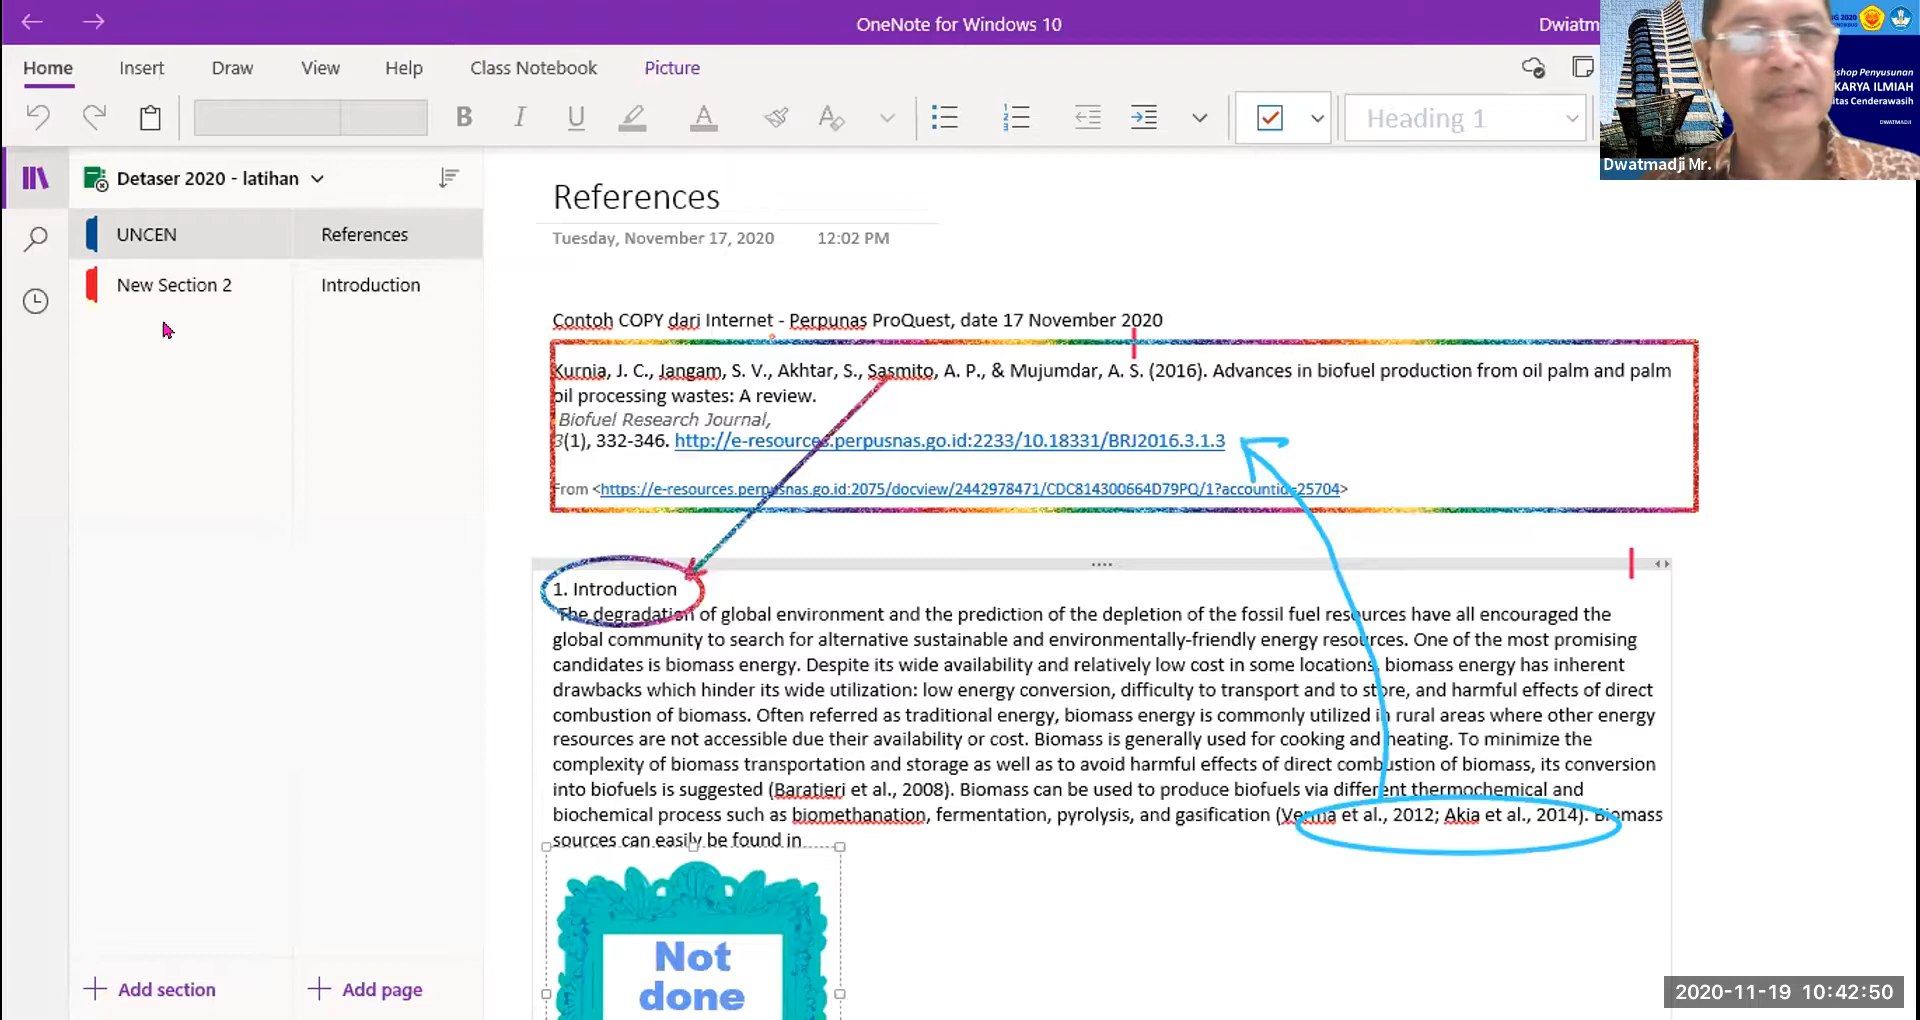 OneNote for Windows 10
Dwiatm
Home
Insert
Draw
View
Help
Class Notebook
Picture
B
I
U
A
Heading 1
G 2020
shop Penyusunan
KARYA ILMIAH
itas Cenderawasih
DWATMADJI
Dwatmadji Mr.
Detaser 2020 - latihan
UNCEN
References
New Section 2
Introduction
References
Tuesday, November 17, 2020 12:02 PM
Contoh COPY dari Internet - Perpunas ProQuest, date 17 November 2020
Kurnia, J. C., Jangam, S. V., Akhtar, S., Sasmito, A. P., & Mujumdar, A. S. (2016). Advances in biofuel production from oil palm and palm
oil processing wastes: A review.
Biofuel Research Journal,
3(1), 332-346. http://e-resources.perpusnas.go.id:2233/10.18331/BRJ2016.3.1.3
From <https://e-resources.perpusnas.go.id:2075/docview/2442978471/CDC814300664D79PQ/1?accountid=25704>
1. Introduction
The degradation of global environment and the prediction of the depletion of the fossil fuel resources have all encouraged the
global community to search for alternative sustainable and environmentally-friendly energy resources. One of the most promising
candidates is biomass energy. Despite its wide availability and relatively low cost in some locations, biomass energy has inherent
drawbacks which hinder its wide utilization: low energy conversion, difficulty to transport and to store, and harmful effects of direct
combustion of biomass. Often referred as traditional energy, biomass energy is commonly utilized in rural areas where other energy
resources are not accessible due their availability or cost. Biomass is generally used for cooking and heating. To minimize the
complexity of biomass transportation and storage as well as to avoid harmful effects of direct combustion of biomass, its conversion
into biofuels is suggested (Baratieri et al., 2008). Biomass can be used to produce biofuels via different thermochemical and
biochemical process such as biomethanation, fermentation, pyrolysis, and gasification (Verma et al., 2012; Akia et al., 2014). Biomass
sources can easily be found in
Not
done
Add section
Add page
2020-11-19 10:42:50